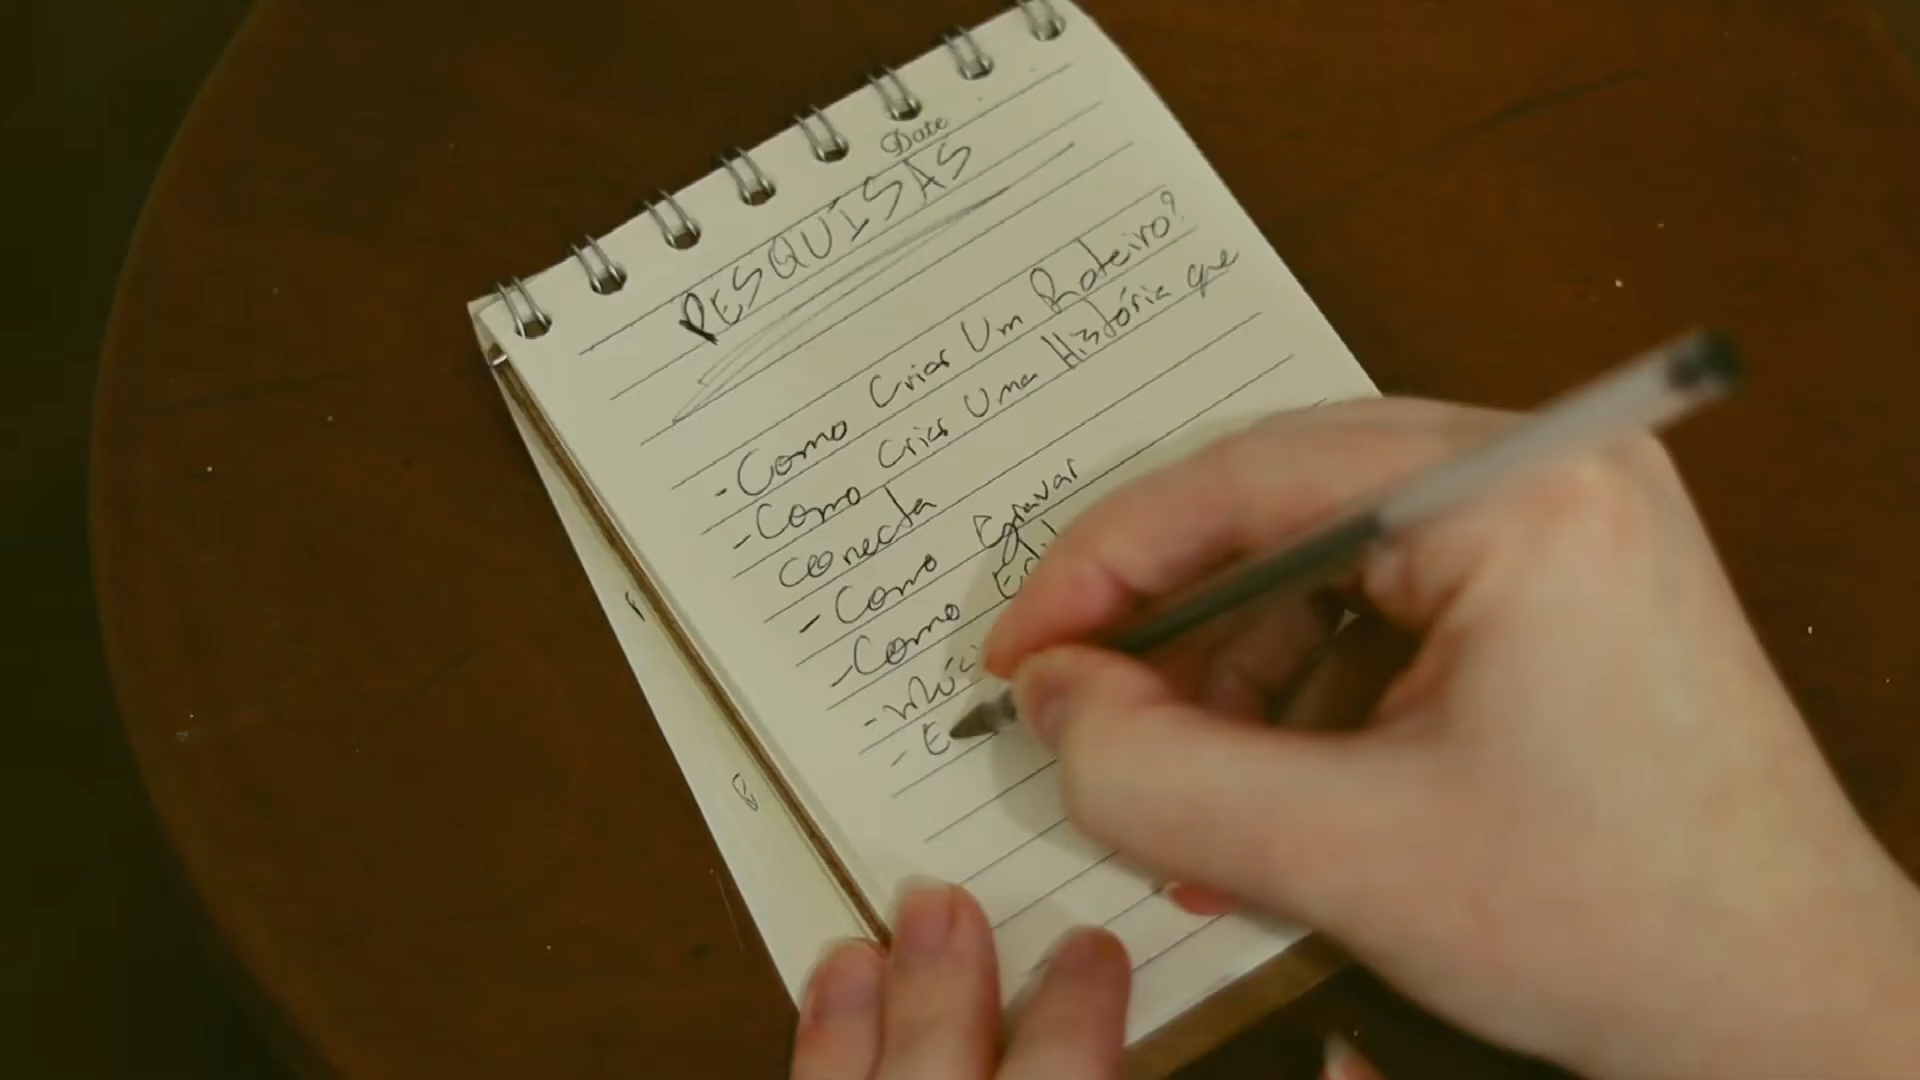 Date
PESQUISAS
- Como Criar Um Roteiro?
- Como Criar Uma História que
conecta
- Como Gravar
- Como
- 
- E